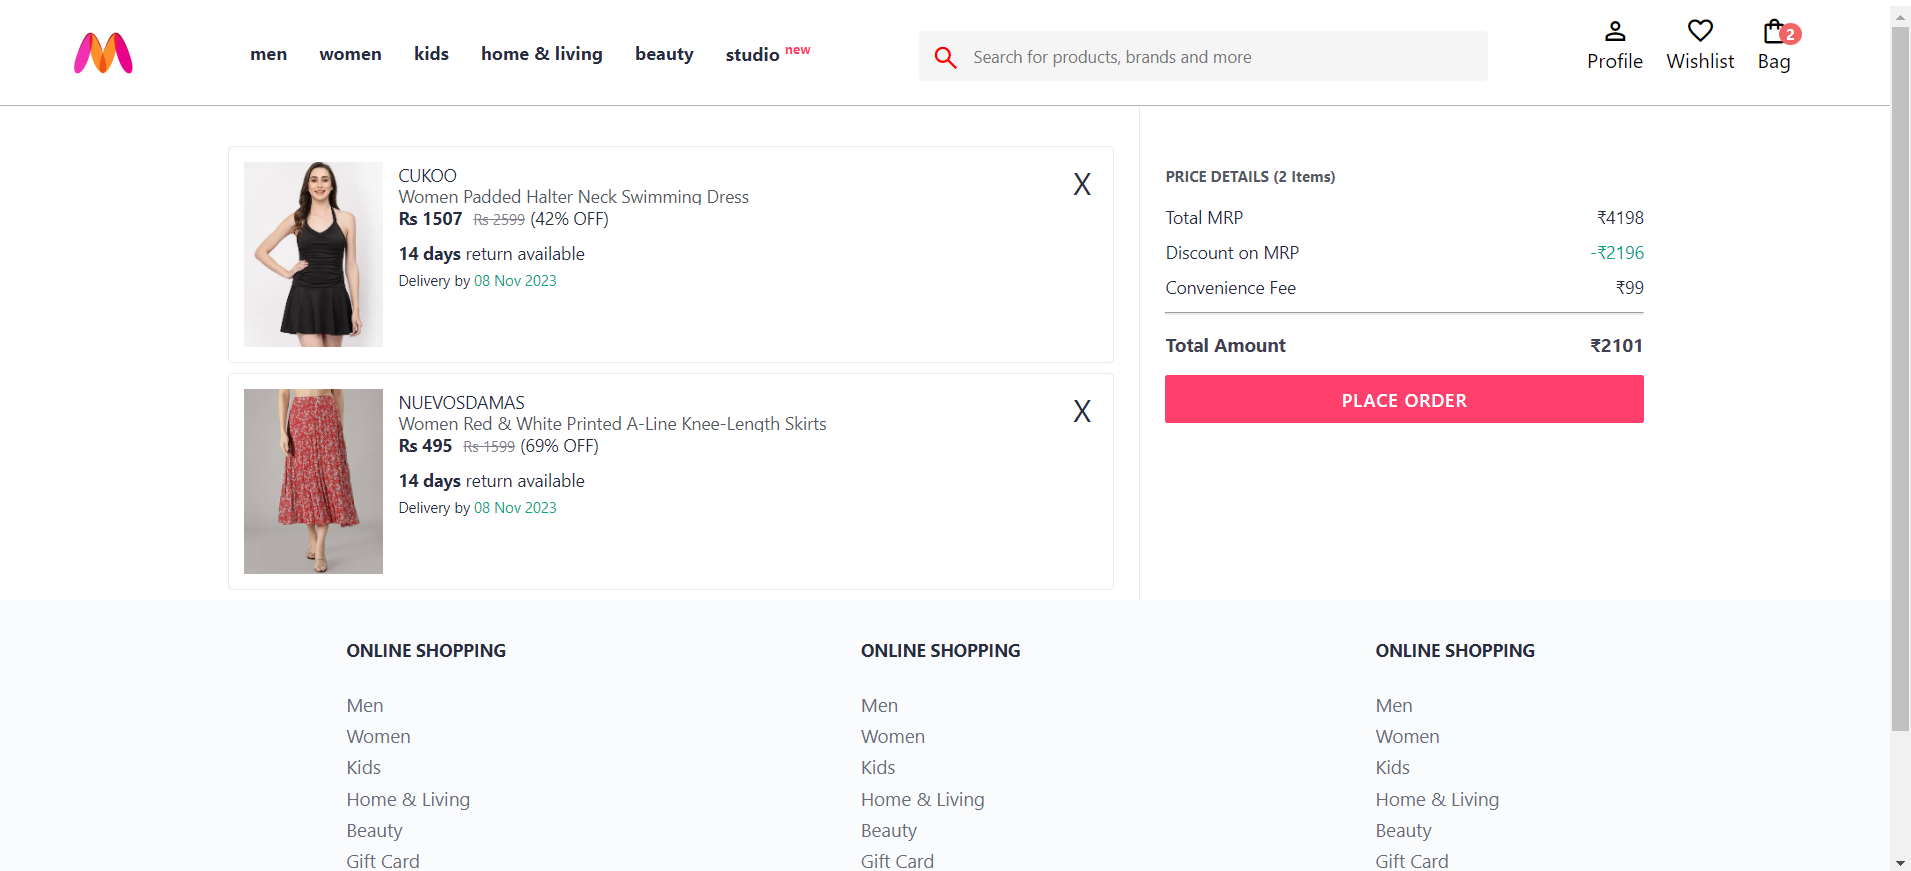 men women kids home & living beauty studio new
Search for products, brands and more
Profile Wishlist Bag 2
CUKOO X
Women Padded Halter Neck Swimming Dress
Rs 1507 Rs 2599 (42% OFF)
14 days return available
Delivery by 08 Nov 2023
NUEVOSDAMAS X
Women Red & White Printed A-Line Knee-Length Skirts
Rs 495 Rs 1599 (69% OFF)
14 days return available
Delivery by 08 Nov 2023
PRICE DETAILS (2 Items)
Total MRP ₹4198
Discount on MRP -₹2196
Convenience Fee ₹99
Total Amount ₹2101
PLACE ORDER
ONLINE SHOPPING
Men
Women
Kids
Home & Living
Beauty
Gift Card
ONLINE SHOPPING
Men
Women
Kids
Home & Living
Beauty
Gift Card
ONLINE SHOPPING
Men
Women
Kids
Home & Living
Beauty
Gift Card